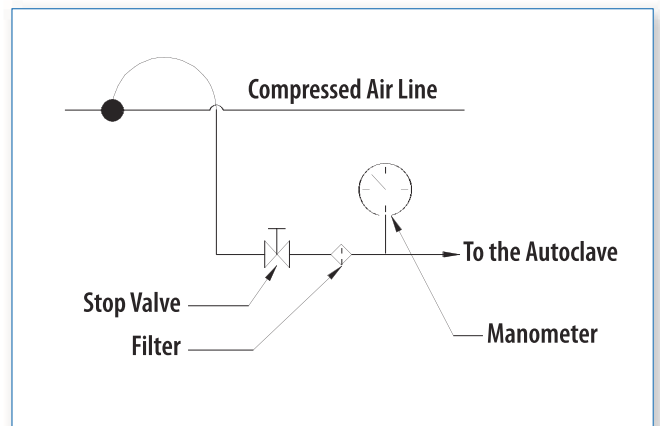 Compressed Air Line
To the Autoclave
Stop Valve
Filter
Manometer